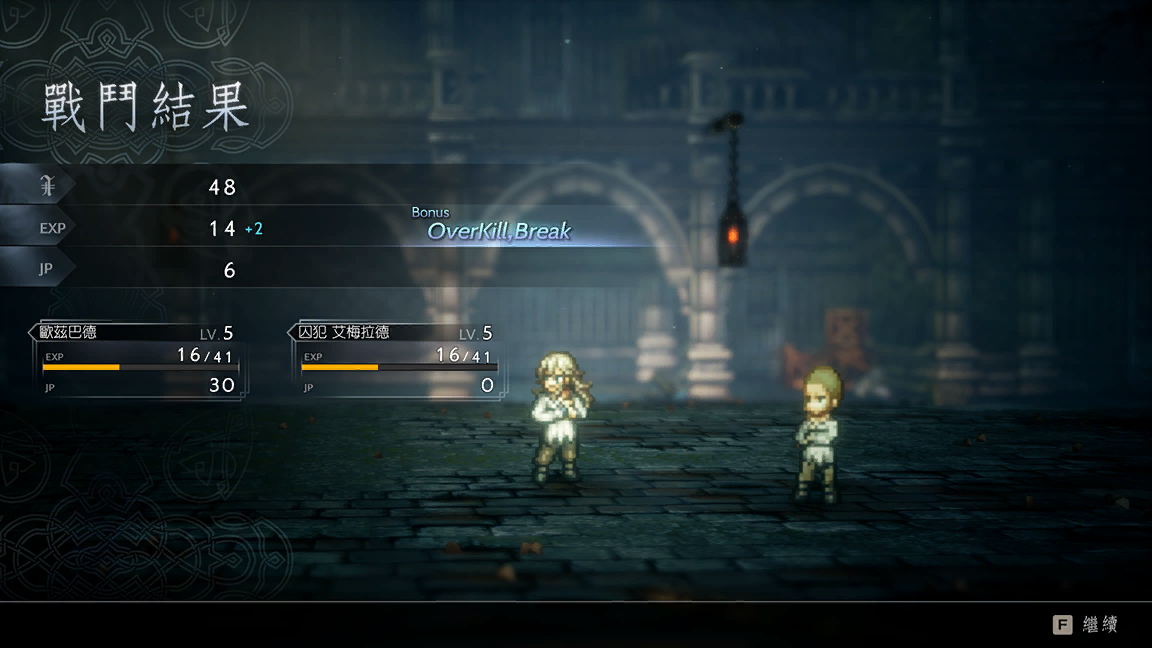 戰鬥結果
48
EXP 14 +2
Bonus
OverKill,Break
JP 6
歐茲巴德 LV.5
EXP 16/41
JP 30
囚犯 艾梅拉德 LV.5
EXP 16/41
JP 0
F 繼續